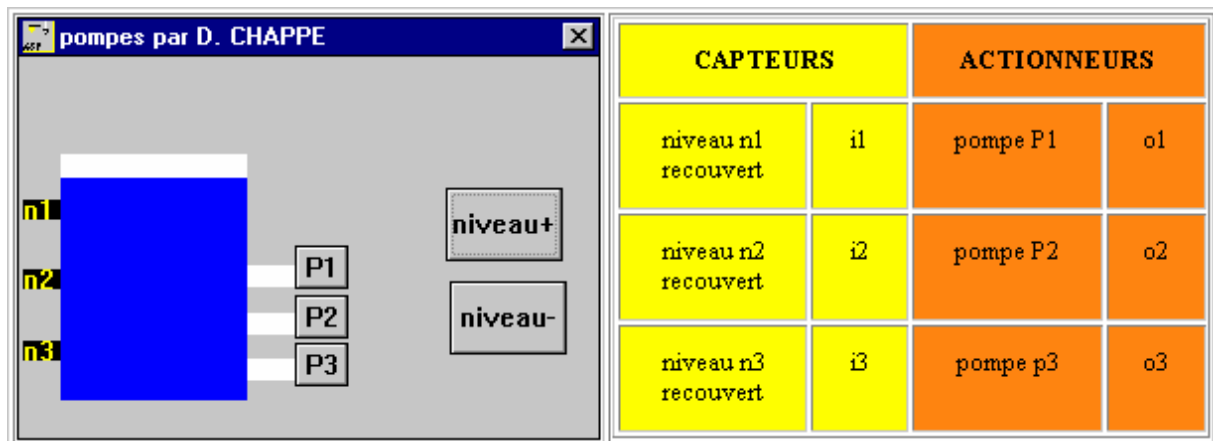 pompes par D. CHAPPE
n1
n2
n3
P1
P2
P3
niveau+
niveau-
CAPTEURS ACTIONNEURS
niveau n1
recouvert
i1
pompe P1
o1
niveau n2
recouvert
i2
pompe P2
o2
niveau n3
recouvert
i3
pompe p3
o3